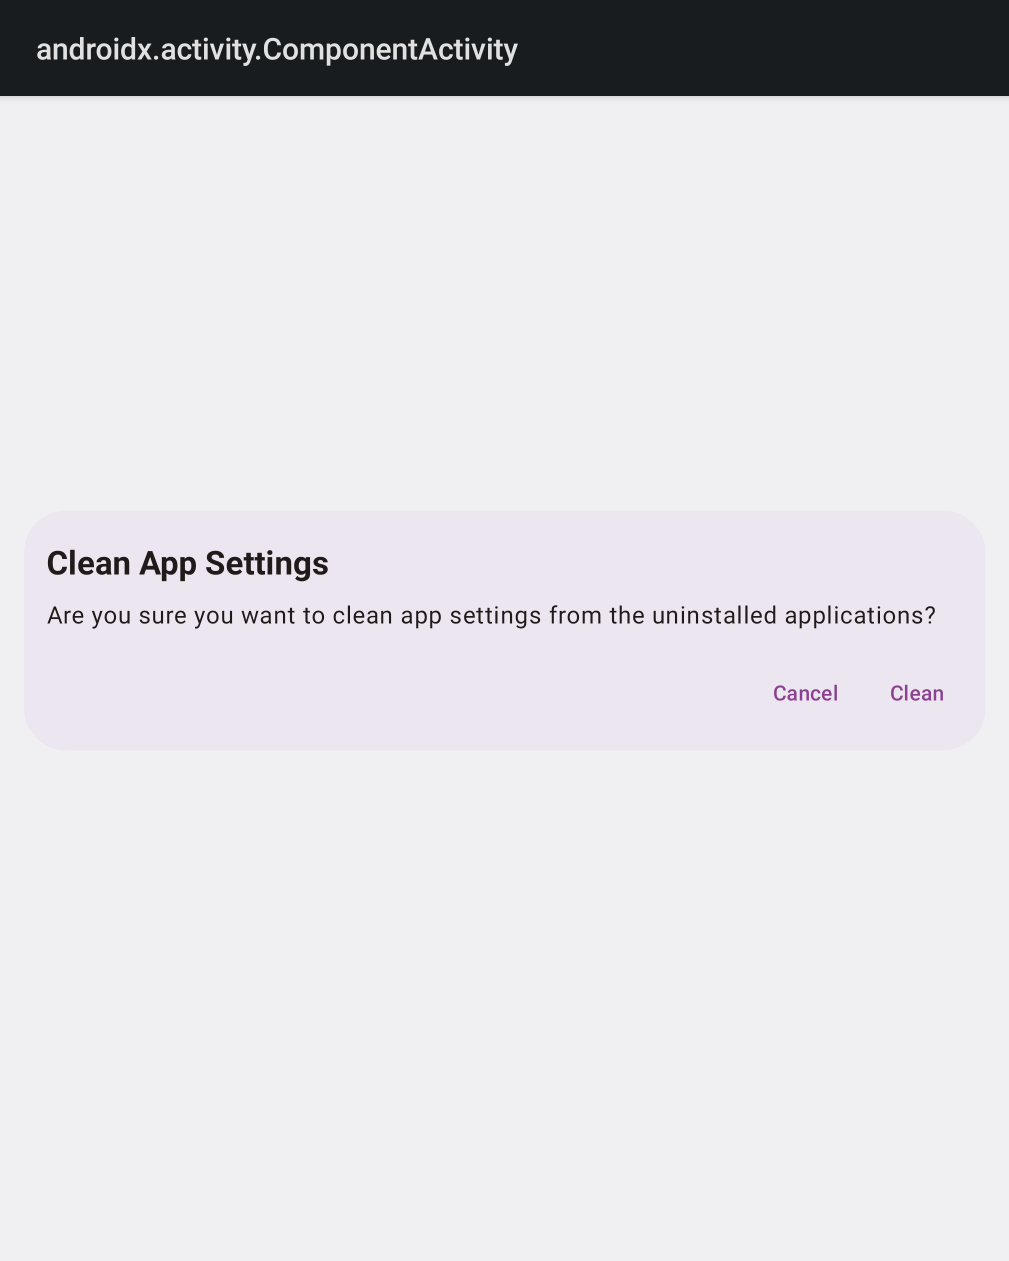 androidx.activity.ComponentActivity
Clean App Settings
Are you sure you want to clean app settings from the uninstalled applications?
Cancel Clean